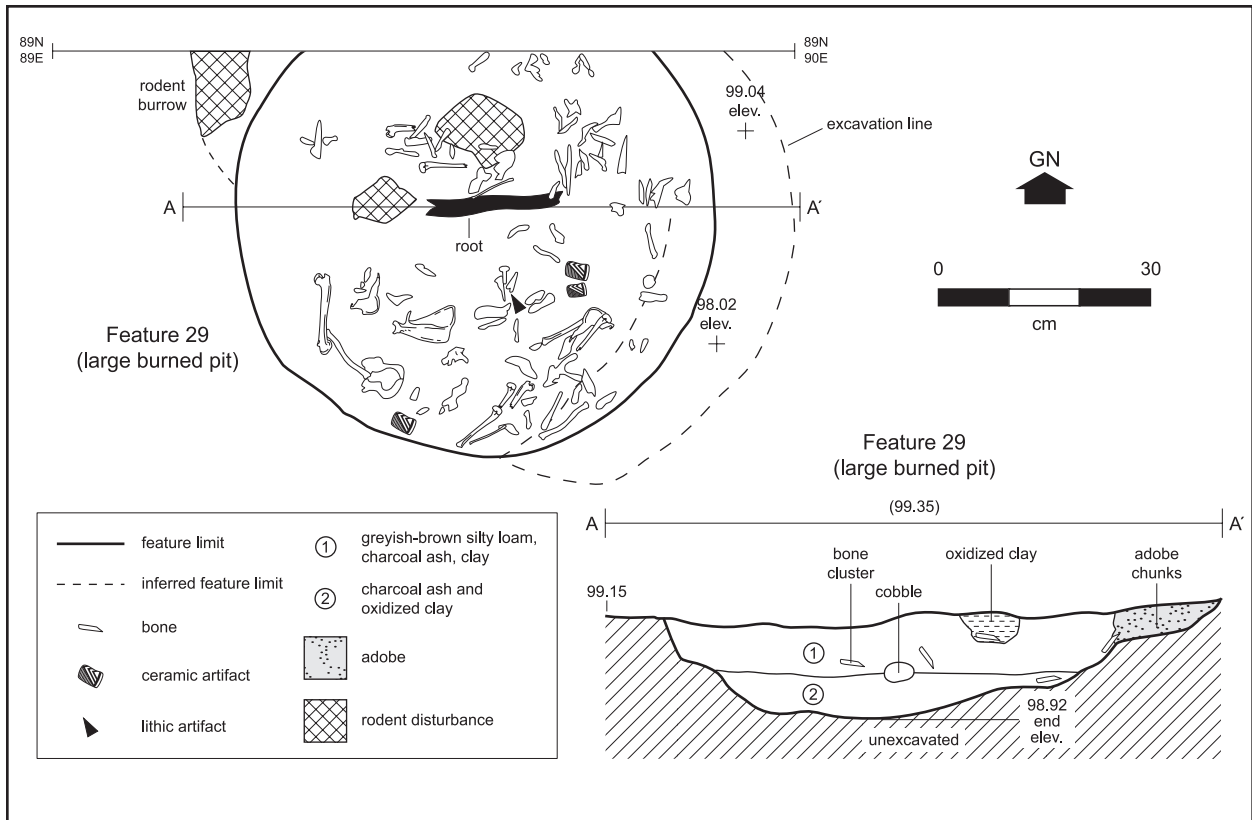 89N
89E
89N
90E
rodent
burrow
99.04
elev.
excavation line
GN
A
A´
root
0
30
cm
98.02
elev.
Feature 29
(large burned pit)
Feature 29
(large burned pit)
(99.35)
A
A´
feature limit
inferred feature limit
bone
ceramic artifact
lithic artifact
1
greyish-brown silty loam,
charcoal ash, clay
2
charcoal ash and
oxidized clay
adobe
rodent disturbance
99.15
bone
cluster
cobble
oxidized clay
adobe
chunks
1
2
98.92
end
elev.
unexcavated